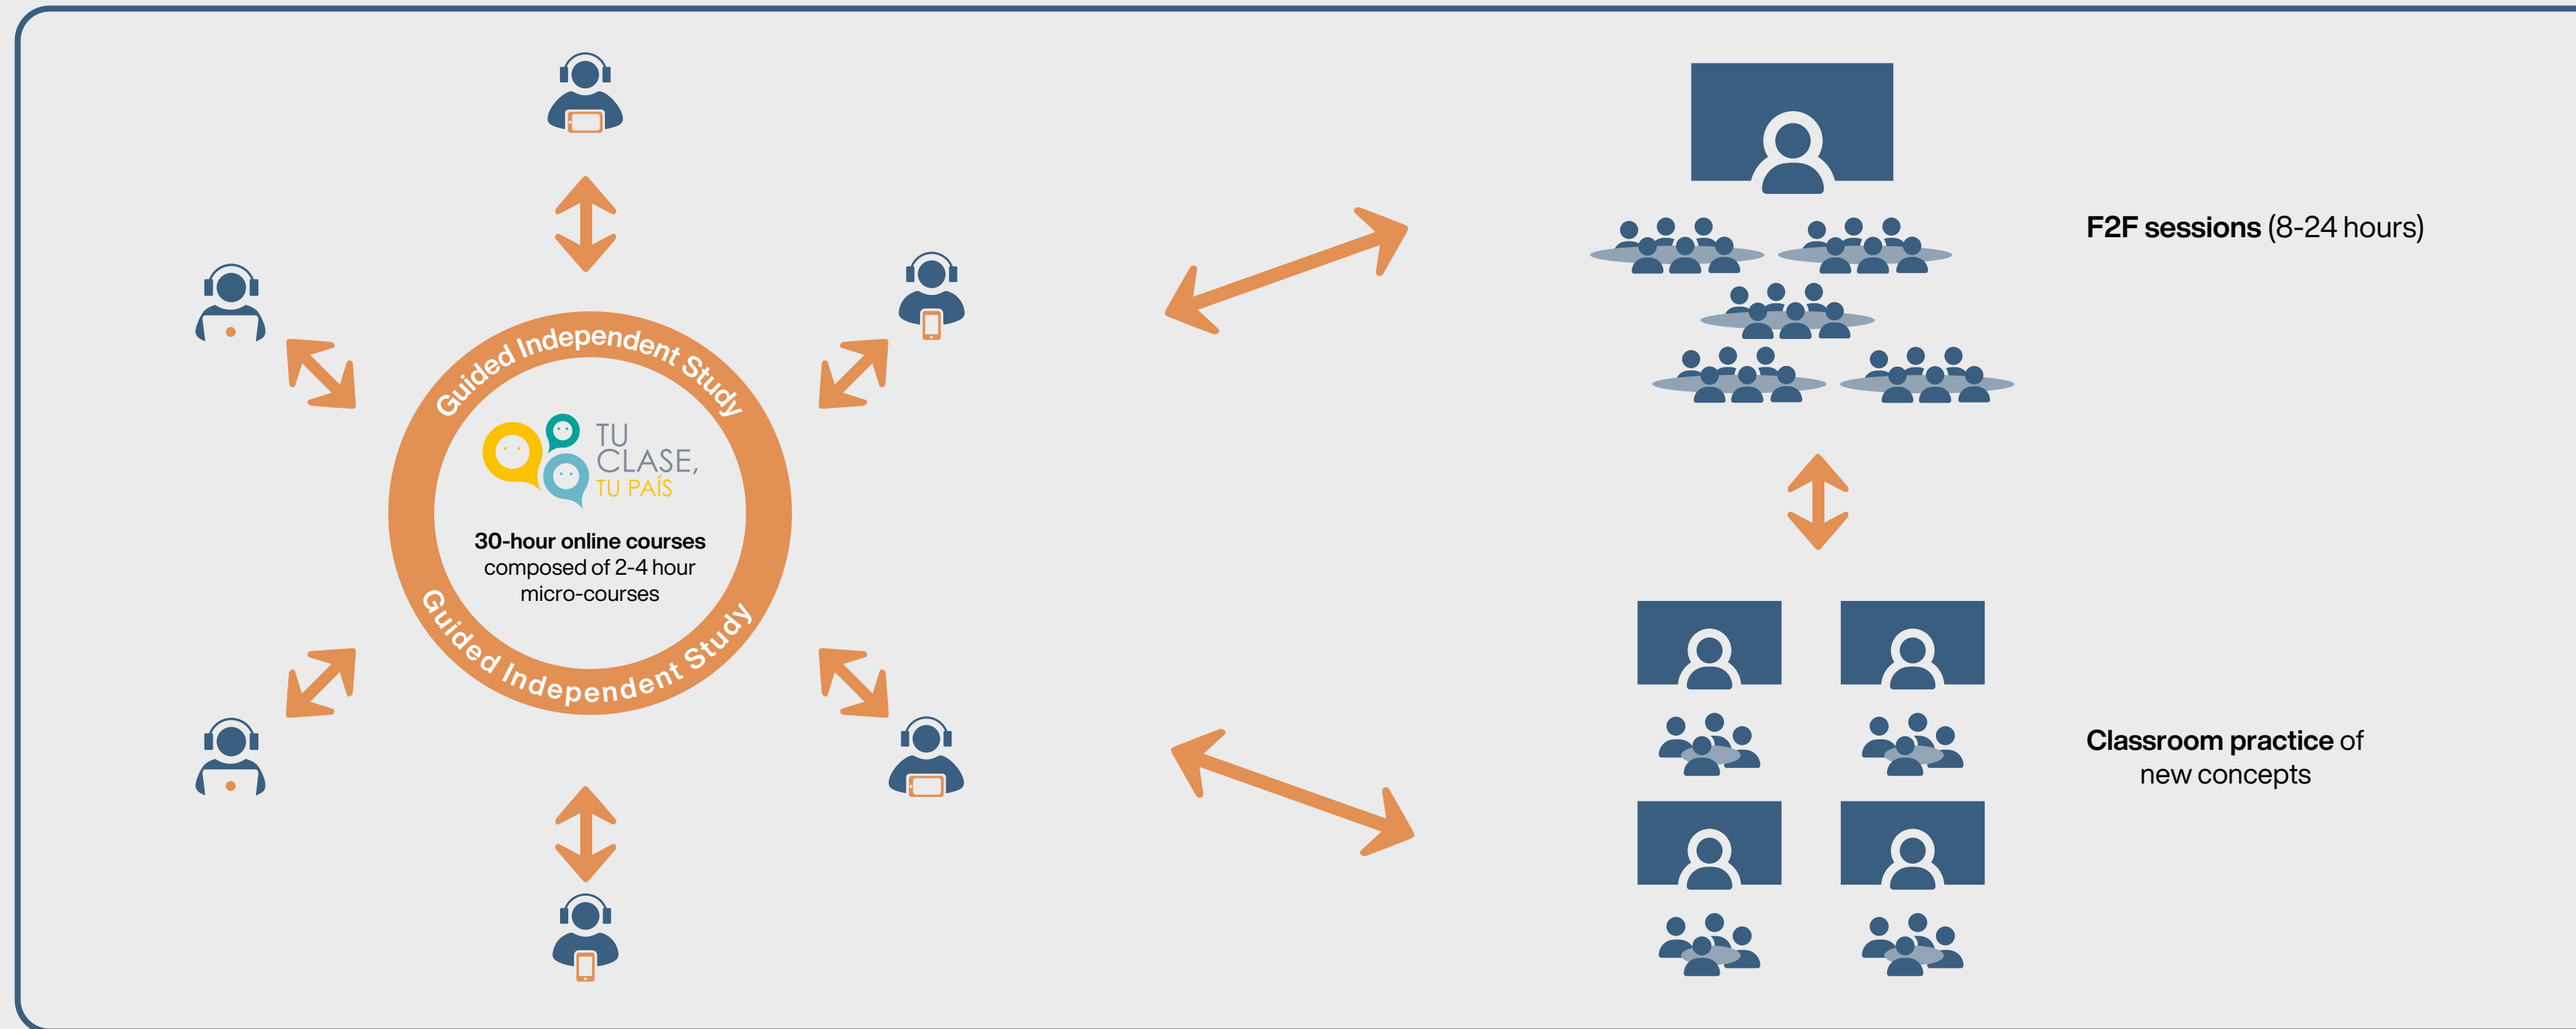 Guided Independent Study
TU
CLASE,
TU PAÍS
30-hour online courses
composed of 2-4 hour
micro-courses
Guided Independent Study
F2F sessions (8-24 hours)
Classroom practice of
new concepts